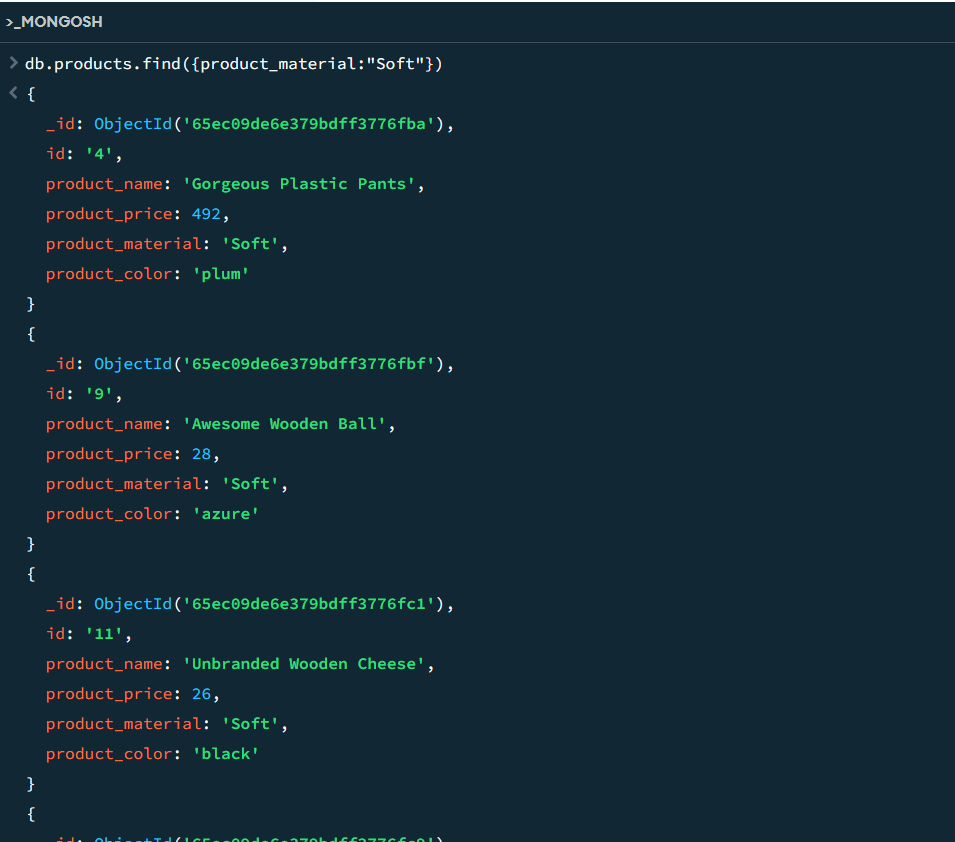 >_MONGOSH
> db.products.find({product_material:"Soft"})
< {
_id: ObjectId('65ec09de6e379bdff3776fba'),
id: '4',
product_name: 'Gorgeous Plastic Pants',
product_price: 492,
product_material: 'Soft',
product_color: 'plum'
}
{
_id: ObjectId('65ec09de6e379bdff3776fbf'),
id: '9',
product_name: 'Awesome Wooden Ball',
product_price: 28,
product_material: 'Soft',
product_color: 'azure'
}
{
_id: ObjectId('65ec09de6e379bdff3776fc1'),
id: '11',
product_name: 'Unbranded Wooden Cheese',
product_price: 26,
product_material: 'Soft',
product_color: 'black'
}
{